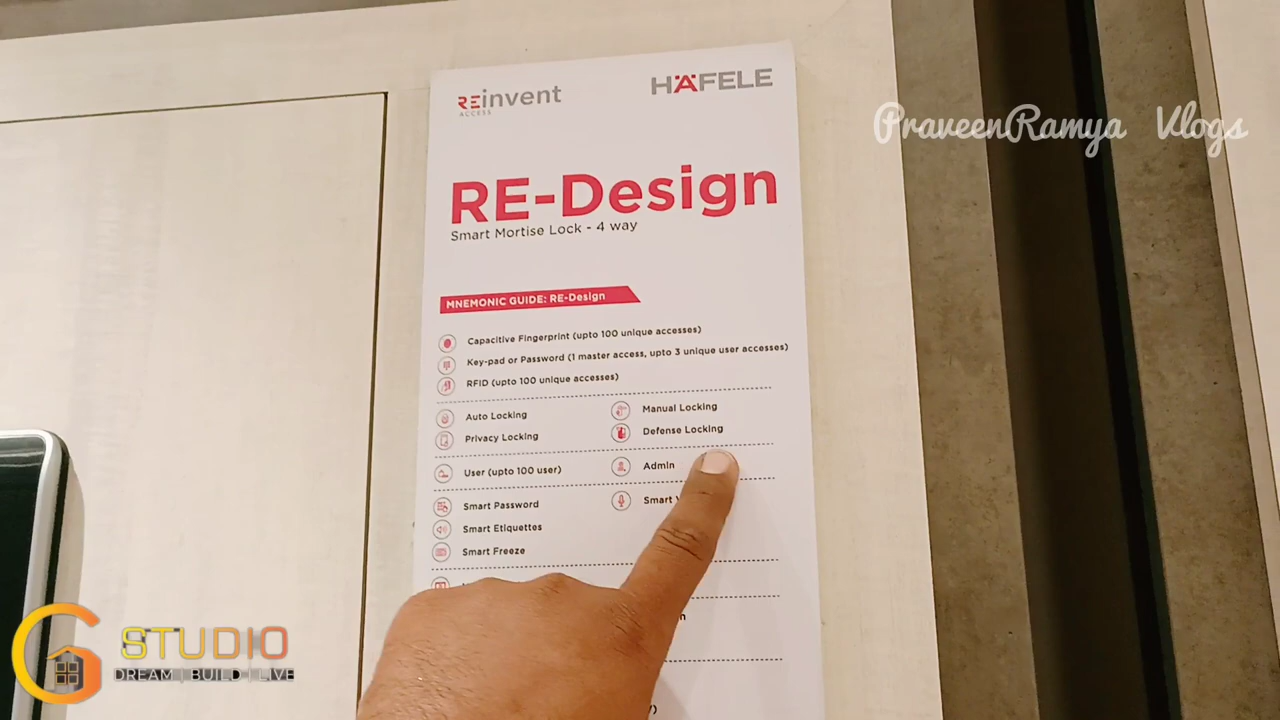 REinvent
ACCESS
HÄFELE
PraveenRamya Vlogs
RE-Design
Smart Mortise Lock - 4 way
MNEMONIC GUIDE: RE-Design
Capacitive Fingerprint (upto 100 unique accesses)
Key-pad or Password (1 master access, upto 3 unique user accesses)
RFID (upto 100 unique accesses)
Auto Locking
Manual Locking
Privacy Locking
Defense Locking
User (upto 100 user)
Admin
Smart Password
Smart
Smart Etiquettes
Smart Freeze
G STUDIO
DREAM | BUILD | LIVE